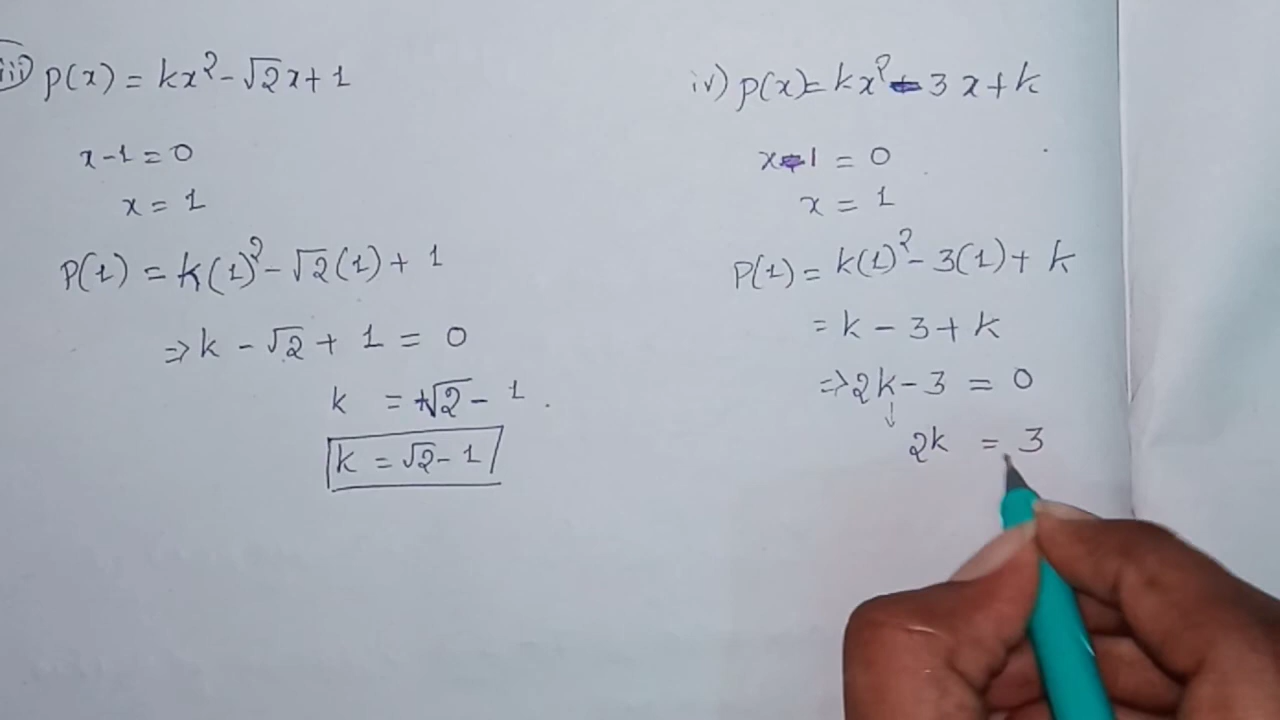 iii) p(x) = kx² - √2x + 1
x - 1 = 0
x = 1
P(1) = k(1)² - √2(1) + 1
⇒ k - √2 + 1 = 0
k = +√2 - 1
k = √2 - 1
iv) p(x) = kx² - 3x + k
x - 1 = 0
x = 1
P(1) = k(1)² - 3(1) + k
= k - 3 + k
⇒ 2k - 3 = 0
↓
2k = 3